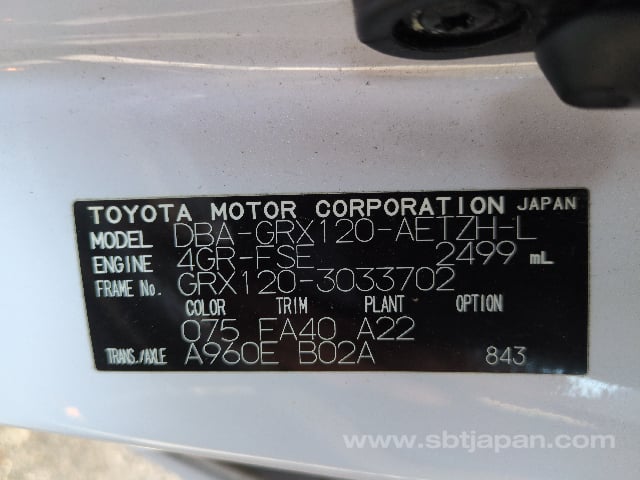 TOYOTA MOTOR CORPORATION JAPAN
MODEL DBA-GRX120-AETZH-L
ENGINE 4GR-FSE 2499 mL
FRAME No. GRX120-3033702
COLOR TRIM PLANT OPTION
075 EA40 A22
TRANS./AXLE A960E B02A 843
www.sbtjapan.com